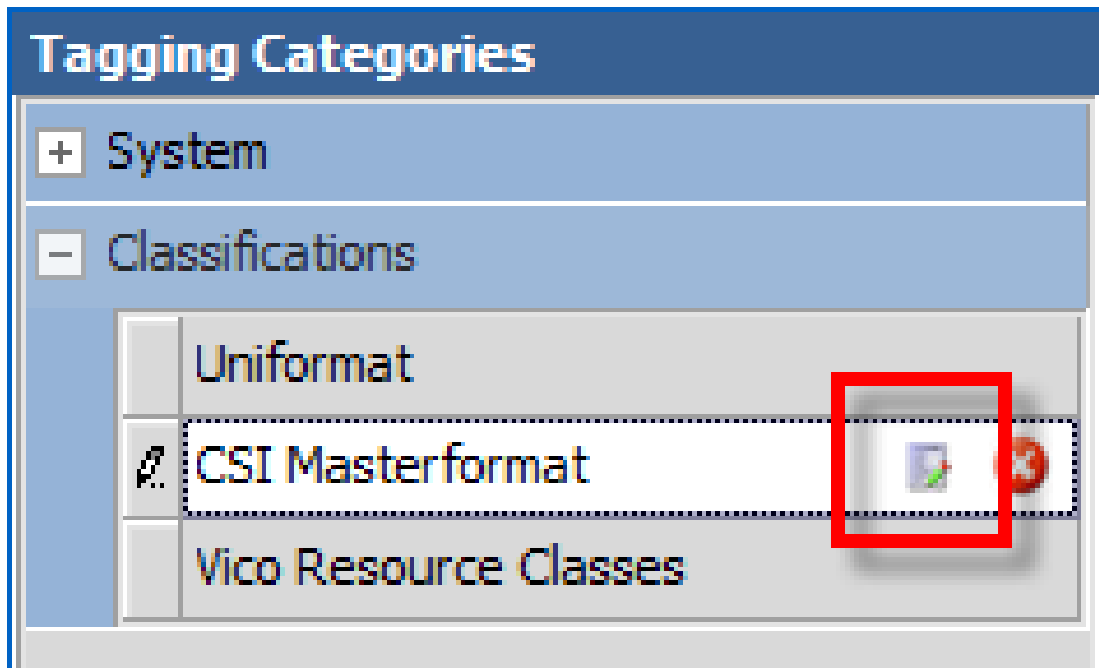 Tagging Categories
System
Classifications
Uniformat
CSI Masterformat
Vico Resource Classes